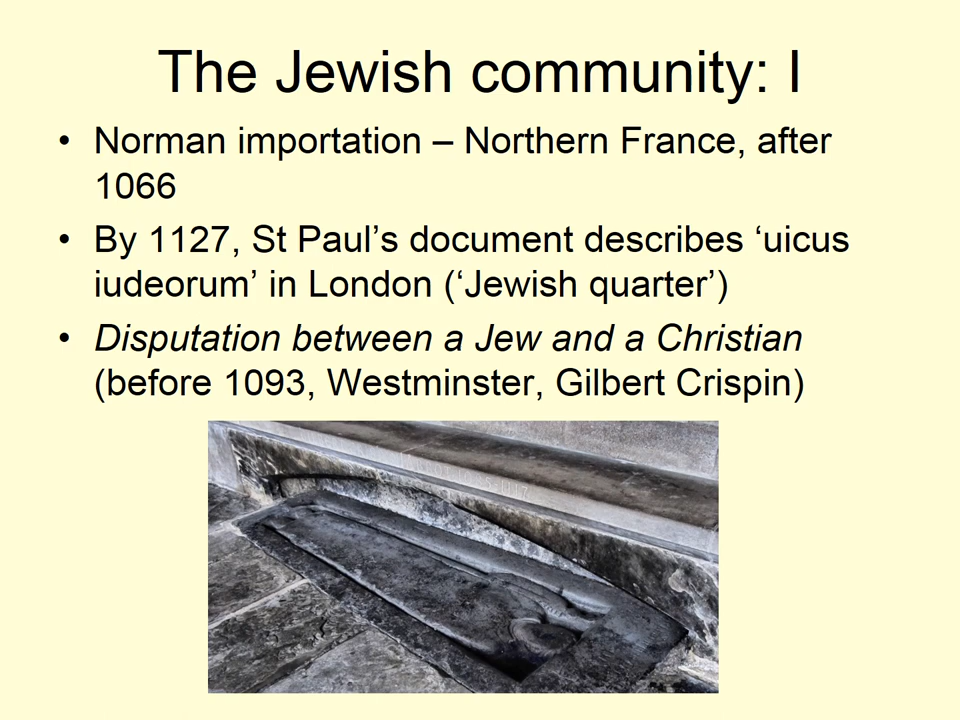 The Jewish community: I
• Norman importation – Northern France, after
1066
• By 1127, St Paul’s document describes ‘uicus
iudeorum’ in London (‘Jewish quarter’)
• Disputation between a Jew and a Christian
(before 1093, Westminster, Gilbert Crispin)